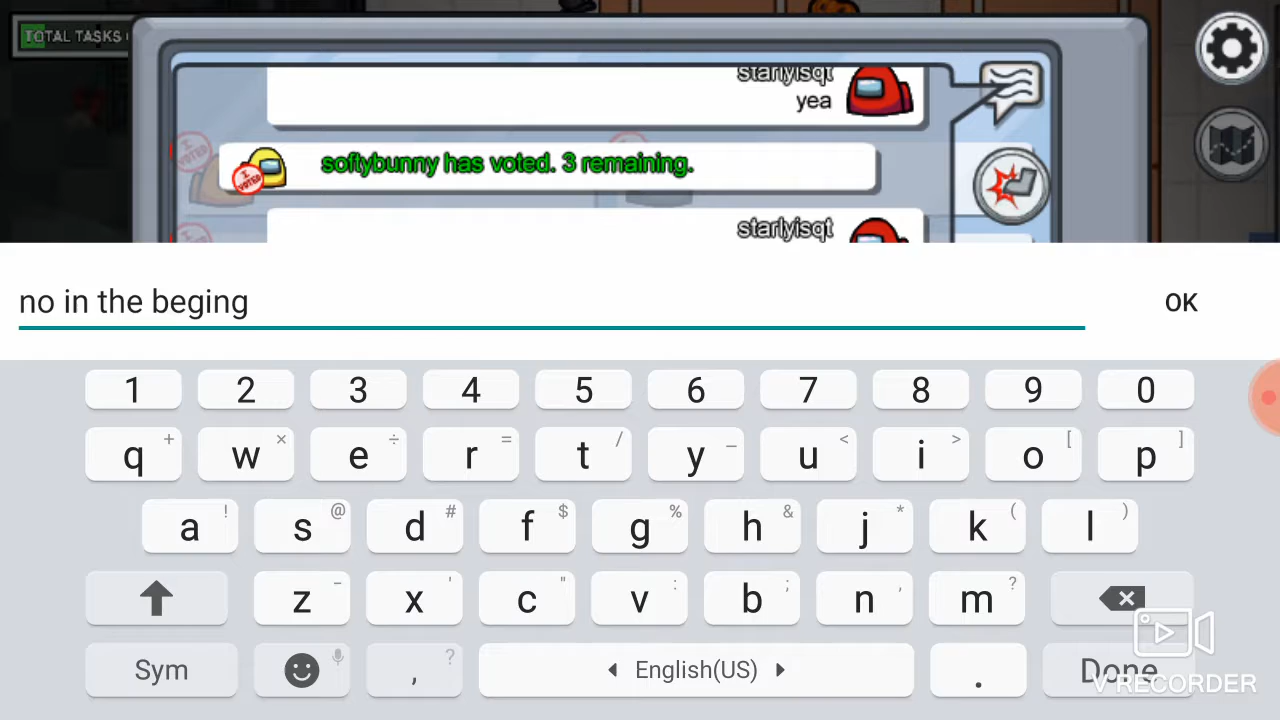 TOTAL TASKS
starlyisqt
yea
I VOTED
softybunny has voted. 3 remaining.
starlyisqt
no in the beging
OK
1 2 3 4 5 6 7 8 9 0
q + w × e ÷ r = t / y _ u < i > o [ p ]
a ! s @ d # f $ g % h & j * k ( l )
z - x ' c " v : b ; n , m ?
Sym , ? English(US) . Done
V RECORDER